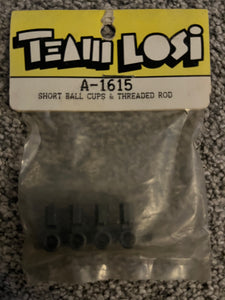 TEAM LOSI
A-1615
SHORT BALL CUPS & THREADED ROD